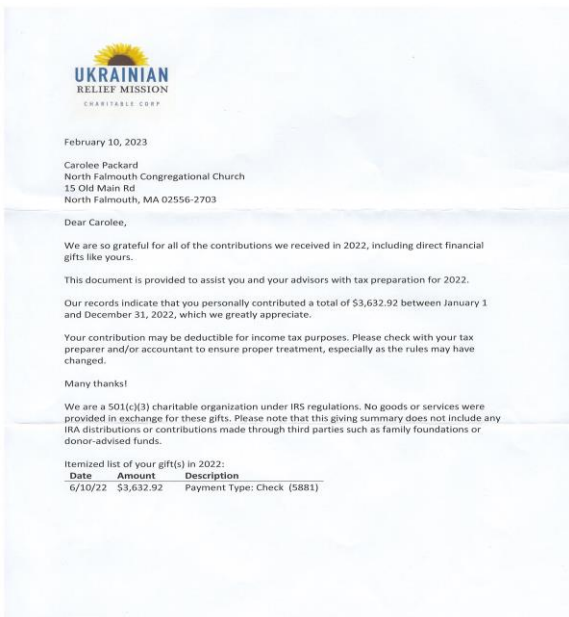 UKRAINIAN
RELIEF MISSION
CHARITABLE CORP
February 10, 2023
Carolee Packard
North Falmouth Congregational Church
15 Old Main Rd
North Falmouth, MA 02556-2703
Dear Carolee,
We are so grateful for all of the contributions we received in 2022, including direct financial
gifts like yours.
This document is provided to assist you and your advisors with tax preparation for 2022.
Our records indicate that you personally contributed a total of $3,632.92 between January 1
and December 31, 2022, which we greatly appreciate.
Your contribution may be deductible for income tax purposes. Please check with your tax
preparer and/or accountant to ensure proper treatment, especially as the rules may have
changed.
Many thanks!
We are a 501(c)(3) charitable organization under IRS regulations. No goods or services were
provided in exchange for these gifts. Please note that this giving summary does not include any
IRA distributions or contributions made through third parties such as family foundations or
donor-advised funds.
Itemized list of your gift(s) in 2022:
Date Amount Description
6/10/22 $3,632.92 Payment Type: Check (5881)